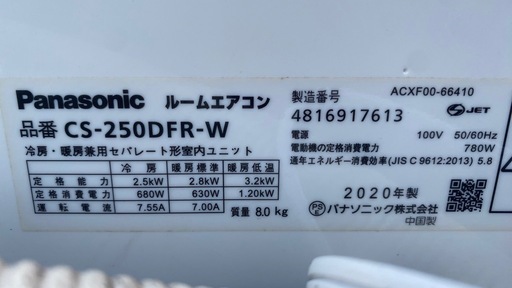 Panasonic ルームエアコン
品番 CS-250DFR-W
冷房・暖房兼用セパレート形室内ユニット
冷 房 暖房標準 暖房低温
定 格 能 力 2.5kW 2.8kW 3.2kW
定格消費電力 680W 630W 1.20kW
運 転 電 流 7.55A 7.00A
質量 8.0kg
ACXF00-66410
製造番号
4816917613
JET
電源 100V 50/60Hz
電動機の定格消費電力 780W
通年エネルギー消費効率(JIS C 9612:2013) 5.8
2020年製
PS E パナソニック株式会社
中国製